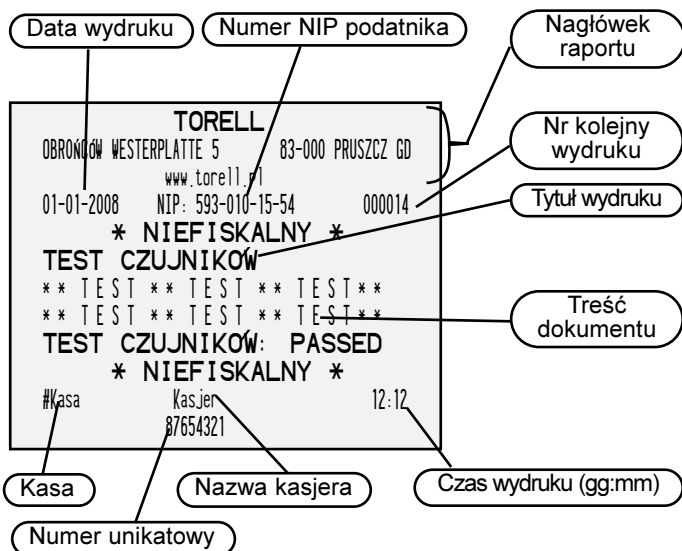 Data wydruku
Numer NIP podatnika
Nagłówek
raportu
TORELL
OBROŃCÓW WESTERPLATTE 5 83-000 PRUSZCZ GD
www.torell.pl
01-01-2008 NIP: 593-010-15-54 000014
* NIEFISKALNY *
TEST CZUJNIKÓW
** TEST ** TEST ** TEST**
** TEST ** TEST ** TEST**
TEST CZUJNIKÓW: PASSED
* NIEFISKALNY *
#Kasa Kasjer 12:12
87654321
Nr kolejny
wydruku
Tytuł wydruku
Treść
dokumentu
Kasa
Nazwa kasjera
Czas wydruku (gg:mm)
Numer unikatowy